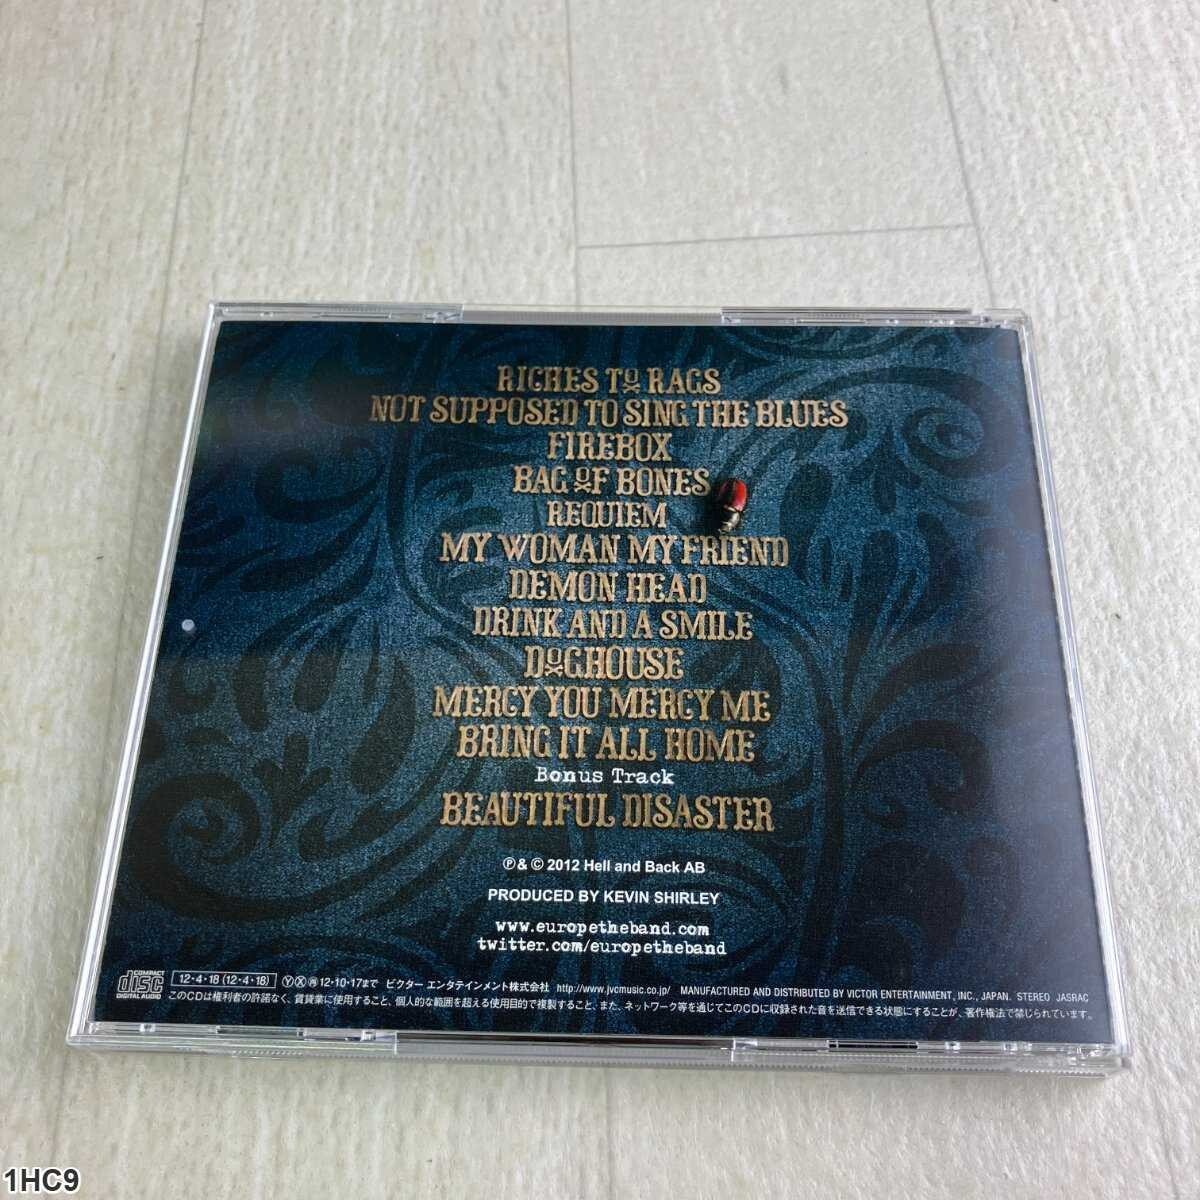 RICHES TO RAGS
NOT SUPPOSED TO SING THE BLUES
FIREBOX
BAG OF BONES
REQUIEM
MY WOMAN MY FRIEND
DEMON HEAD
DRINK AND A SMILE
DOGHOUSE
MERCY YOU MERCY ME
BRING IT ALL HOME
Bonus Track
BEAUTIFUL DISASTER
Ⓟ & © 2012 Hell and Back AB
PRODUCED BY KEVIN SHIRLEY
www.europetheband.com
twitter.com/europetheband
COMPACT disc DIGITAL AUDIO 12・4・18 (12・4・18) Ⓨ Ⓧ 12・10・17まで ビクター エンタテインメント株式会社 http://www.jvcmusic.co.jp/ MANUFACTURED AND DISTRIBUTED BY VICTOR ENTERTAINMENT, INC., JAPAN. STEREO JASRAC
このCDは権利者の許諾なく、賃貸業に使用すること、個人的な範囲を超える使用目的で複製すること、また、ネットワーク等を通じてこのCDに収録された音を送信できる状態にすることが、著作権法で禁じられています。
1HC9